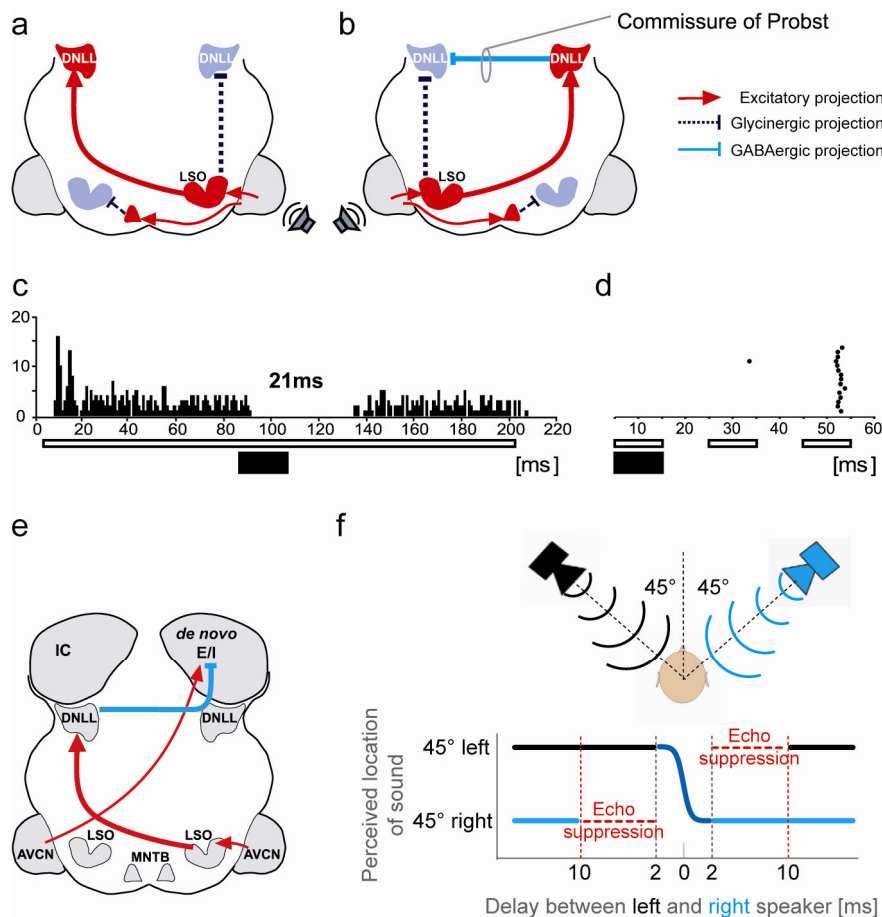 a
b
Commissure of Probst
DNLL
DNLL
DNLL
DNLL
Excitatory projection
Glycinergic projection
GABAergic projection
LSO
LSO
c
d
20
10
0
21ms
0 20 40 60 80 100 120 140 160 180 200 220
[ms]
10 20 30 40 50 60
[ms]
e
f
IC
de novo
E/I
DNLL
DNLL
LSO
LSO
AVCN
MNTB
AVCN
45°
45°
Perceived location
of sound
45° left
45° right
Echo
suppression
Echo
suppression
10 2 0 2 10
Delay between left and right speaker [ms]